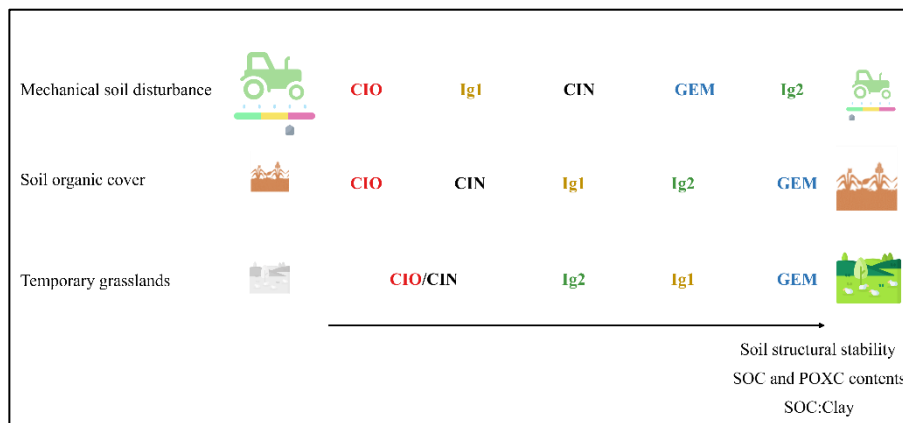 Mechanical soil disturbance CIO Ig1 CIN GEM Ig2
Soil organic cover CIO CIN Ig1 Ig2 GEM
Temporary grasslands CIO/CIN Ig2 Ig1 GEM
Soil structural stability
SOC and POXC contents
SOC:Clay